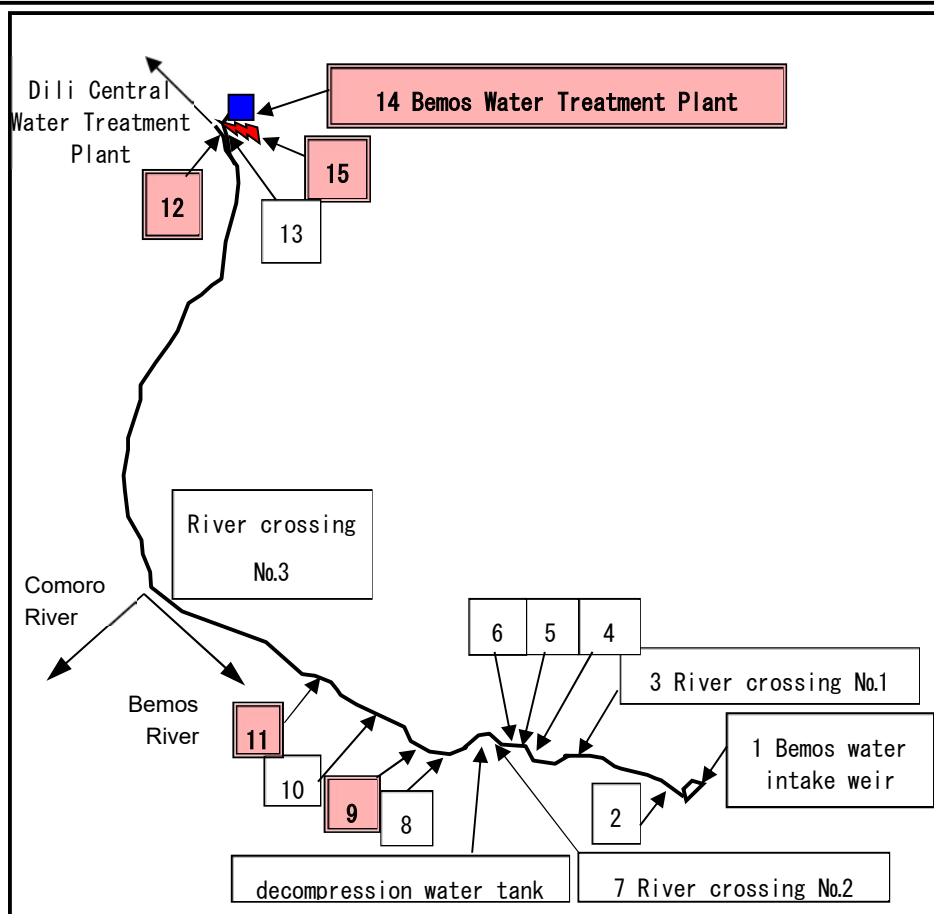 Dili Central
Water Treatment
Plant
14 Bemos Water Treatment Plant
15
12
13
River crossing
No.3
Comoro
River
Bemos
River
6
5
4
3 River crossing No.1
1 Bemos water
intake weir
2
11
10
9
8
decompression water tank
7 River crossing No.2